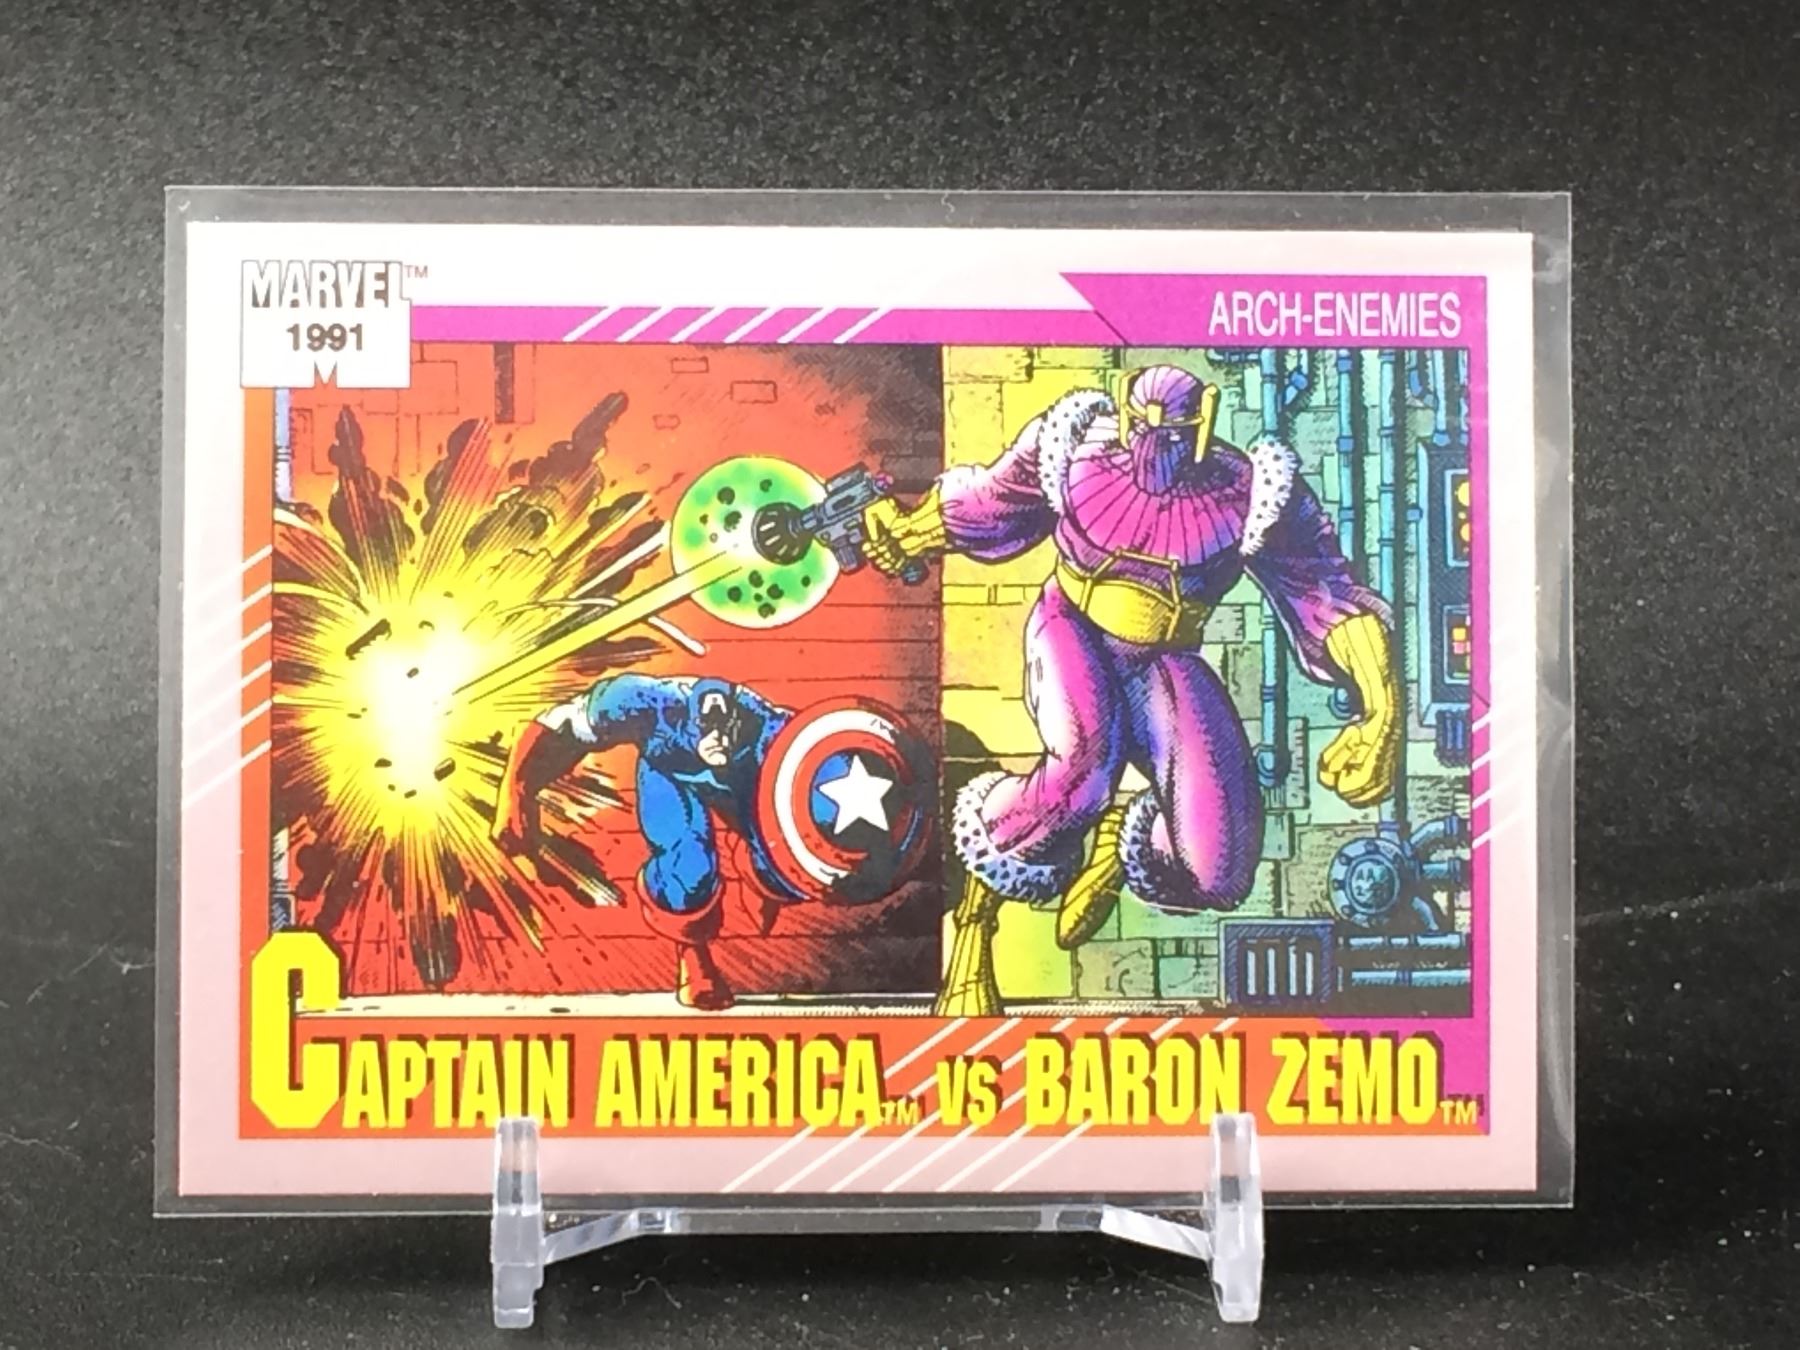 MARVEL™
1991
ARCH-ENEMIES
CAPTAIN AMERICA™ VS BARON ZEMO™